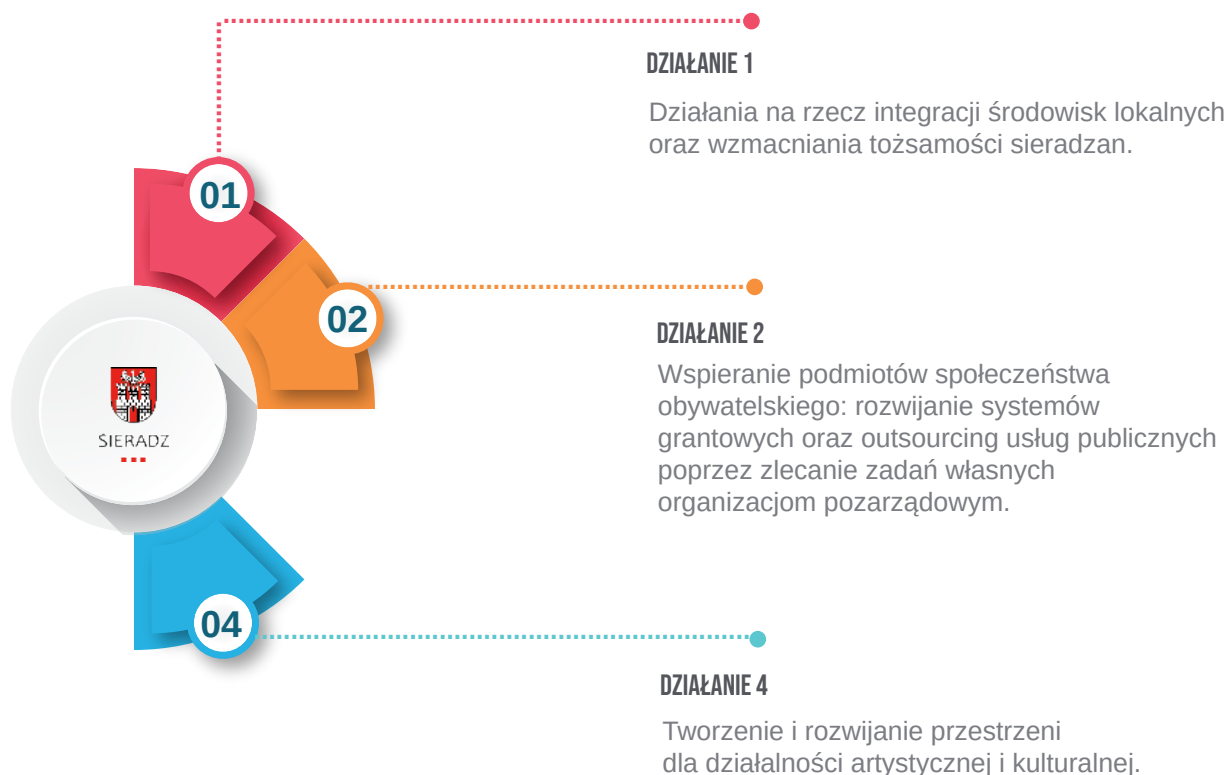 DZIAŁANIE 1
Działania na rzecz integracji środowisk lokalnych
oraz wzmacniania tożsamości sieradzan.
01
02
DZIAŁANIE 2
Wspieranie podmiotów społeczeństwa
obywatelskiego: rozwijanie systemów
grantowych oraz outsourcing usług publicznych
poprzez zlecanie zadań własnych
organizacjom pozarządowym.
SIERADZ
04
DZIAŁANIE 4
Tworzenie i rozwijanie przestrzeni
dla działalności artystycznej i kulturalnej.